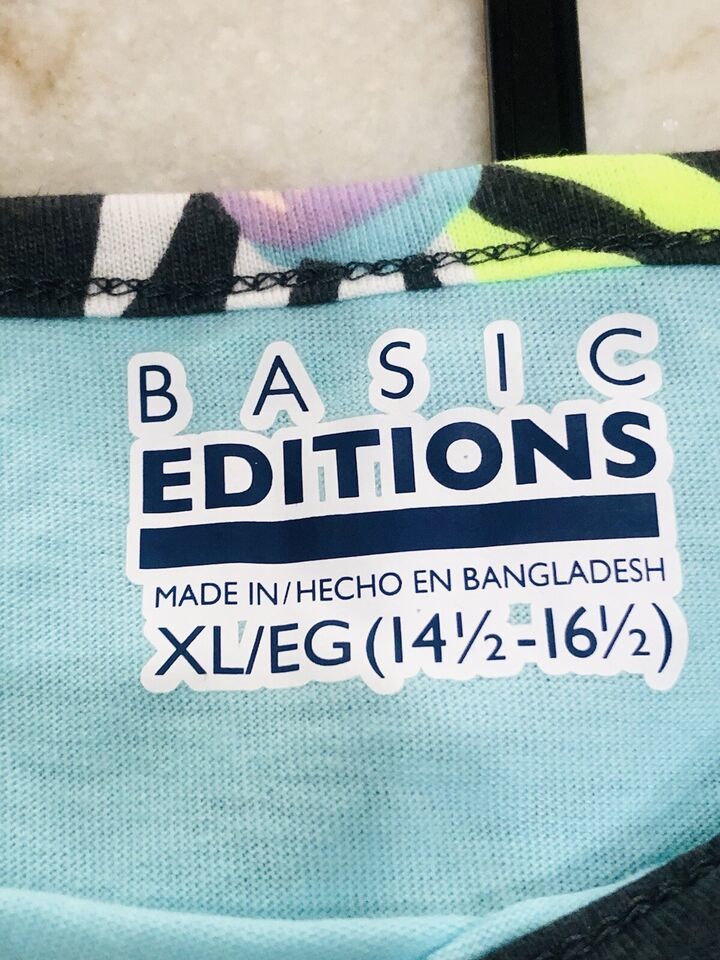 BASIC
EDITIONS
MADE IN/HECHO EN BANGLADESH
XL/EG (14½-16½)